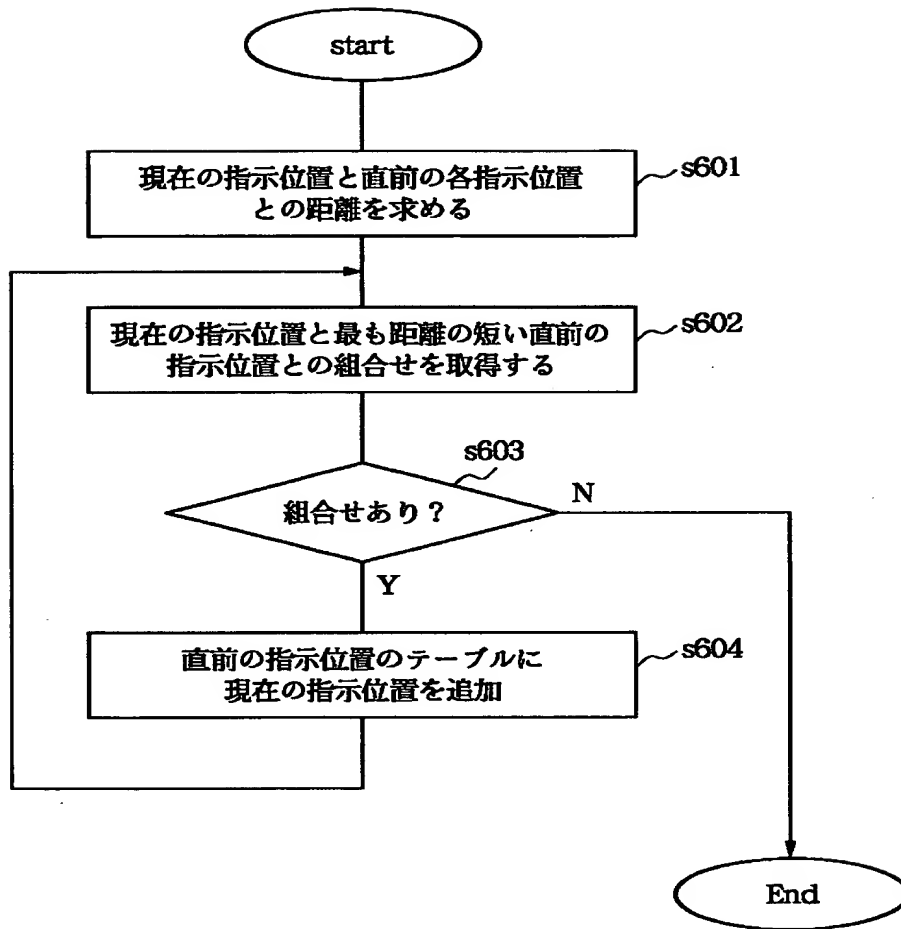 start
現在の指示位置と直前の各指示位置
との距離を求める
s601
現在の指示位置と最も距離の短い直前の
指示位置との組合せを取得する
s602
s603
組合せあり？
N
Y
直前の指示位置のテーブルに
現在の指示位置を追加
s604
End